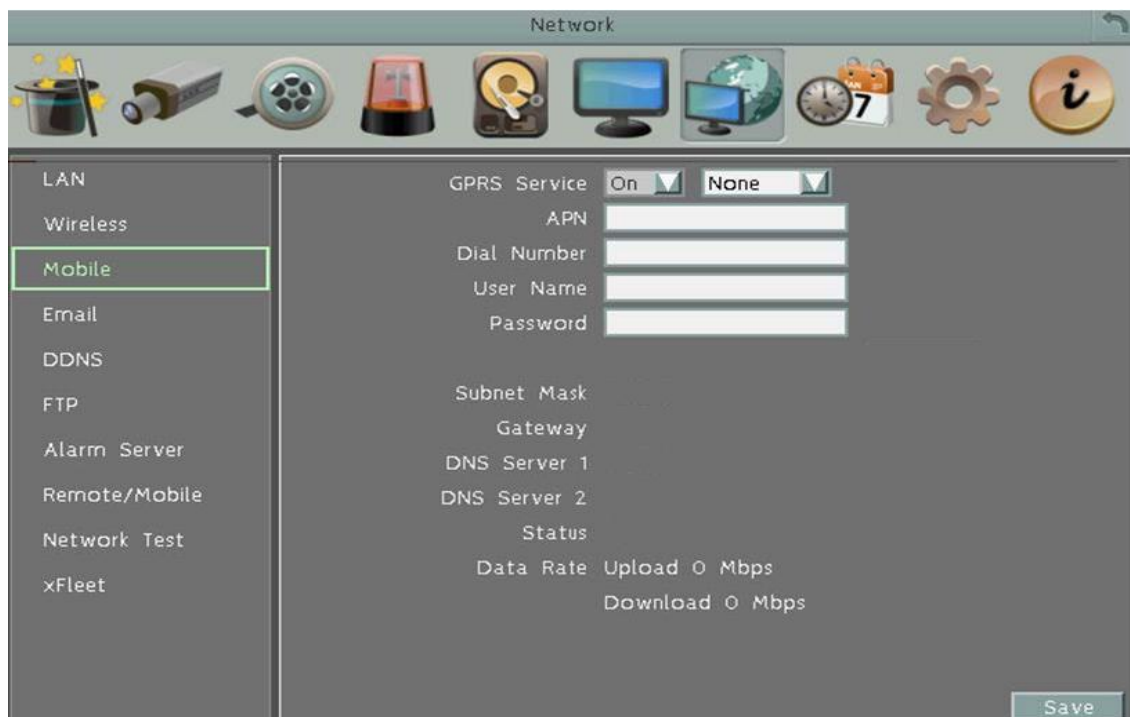 Network
7
i
LAN
Wireless
Mobile
Email
DDNS
FTP
Alarm Server
Remote/Mobile
Network Test
xFleet
GPRS Service On None
APN
Dial Number
User Name
Password
Subnet Mask
Gateway
DNS Server 1
DNS Server 2
Status
Data Rate Upload 0 Mbps
Download 0 Mbps
Save